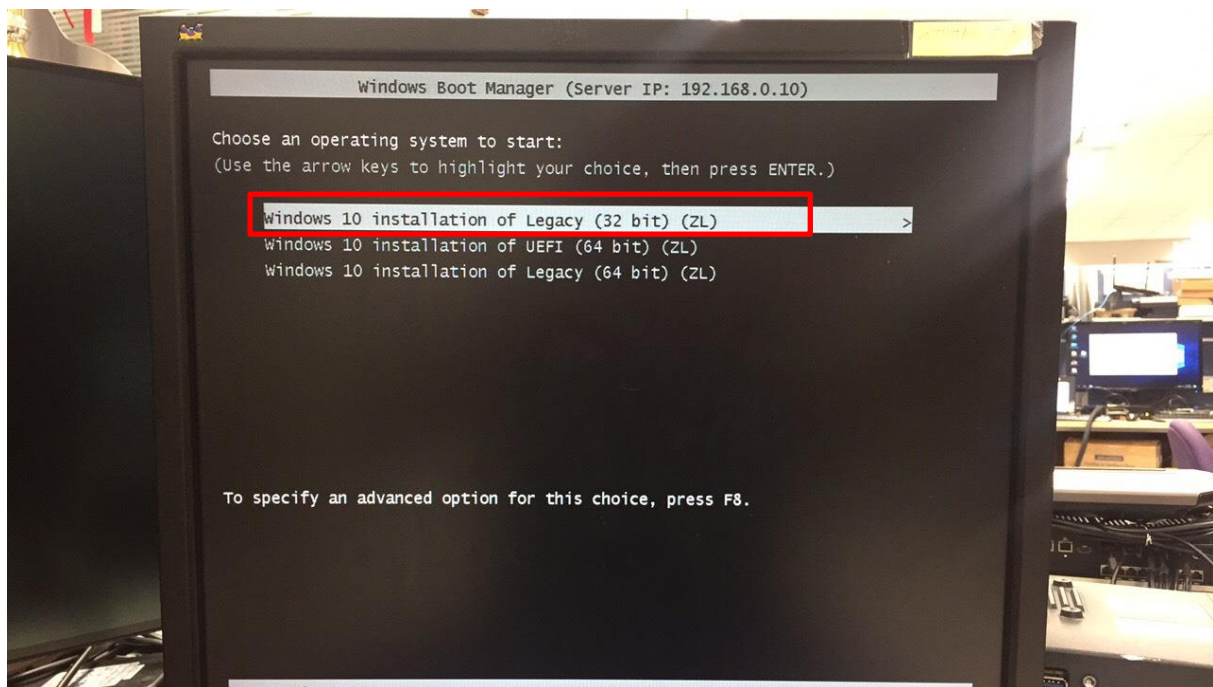 Windows Boot Manager (Server IP: 192.168.0.10)
Choose an operating system to start:
(Use the arrow keys to highlight your choice, then press ENTER.)
Windows 10 installation of Legacy (32 bit) (ZL) >
Windows 10 installation of UEFI (64 bit) (ZL)
Windows 10 installation of Legacy (64 bit) (ZL)
To specify an advanced option for this choice, press F8.